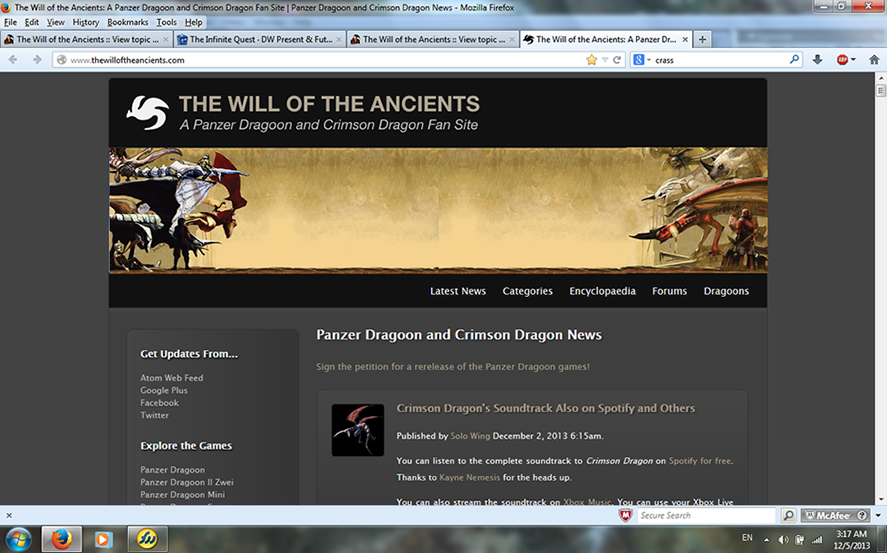 The Will of the Ancients: A Panzer Dragoon and Crimson Dragon Fan Site | Panzer Dragoon and Crimson Dragon News - Mozilla Firefox
File Edit View History Bookmarks Tools Help
The Will of the Ancients :: View topic ...
The Infinite Quest - DW Present & Fut...
The Will of the Ancients :: View topic ...
The Will of the Ancients: A Panzer Dr...
www.thewilloftheancients.com
crass
ABP
THE WILL OF THE ANCIENTS
A Panzer Dragoon and Crimson Dragon Fan Site
Latest News Categories Encyclopaedia Forums Dragoons
Get Updates From...
Atom Web Feed
Google Plus
Facebook
Twitter
Explore the Games
Panzer Dragoon
Panzer Dragoon II Zwei
Panzer Dragoon Mini
Panzer Dragoon and Crimson Dragon News
Sign the petition for a rerelease of the Panzer Dragoon games!
Crimson Dragon's Soundtrack Also on Spotify and Others
Published by Solo Wing December 2, 2013 6:15am.
You can listen to the complete soundtrack to Crimson Dragon on Spotify for free.
Thanks to Kayne Nemesis for the heads up.
You can also stream the soundtrack on Xbox Music. You can use your Xbox Live
Secure Search
McAfee
EN
3:17 AM
12/5/2013